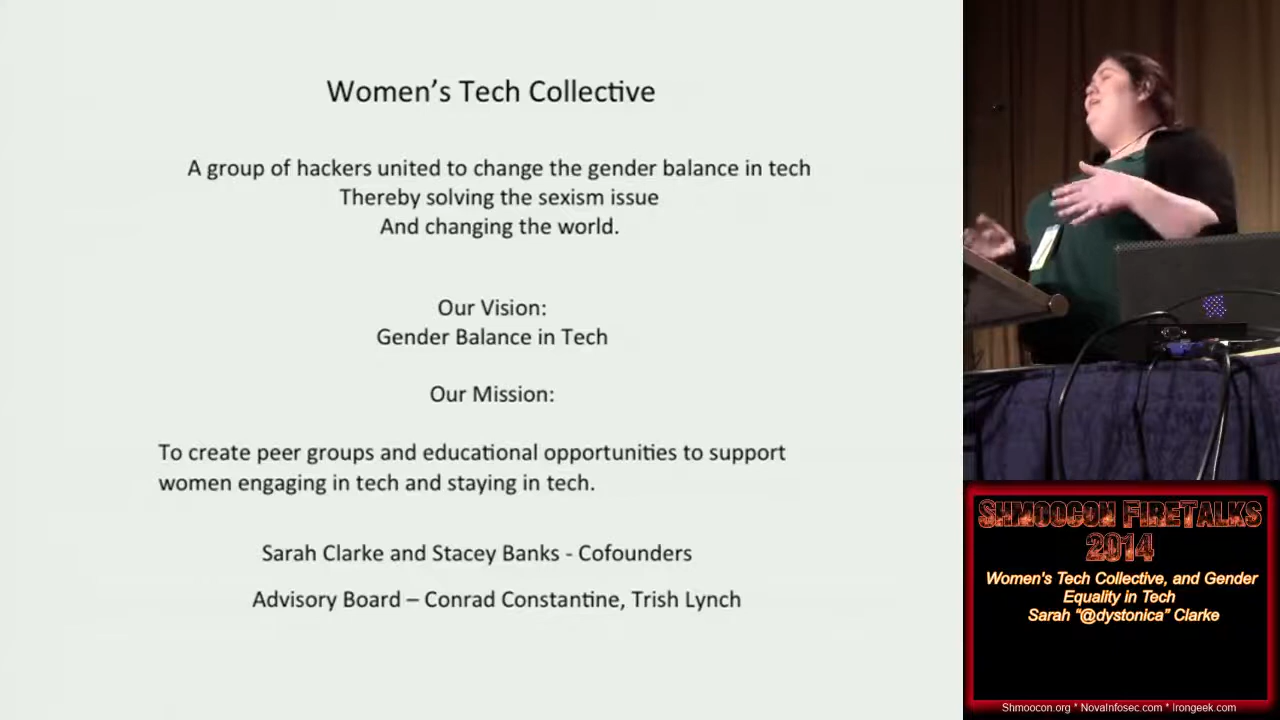 Women's Tech Collective
A group of hackers united to change the gender balance in tech
Thereby solving the sexism issue
And changing the world.
Our Vision:
Gender Balance in Tech
Our Mission:
To create peer groups and educational opportunities to support
women engaging in tech and staying in tech.
Sarah Clarke and Stacey Banks - Cofounders
Advisory Board – Conrad Constantine, Trish Lynch
Shmoocon FireTalks
2014
Women's Tech Collective, and Gender
Equality in Tech
Sarah "@dystonica" Clarke
Shmoocon.org * NovaInfosec.com * Irongeek.com